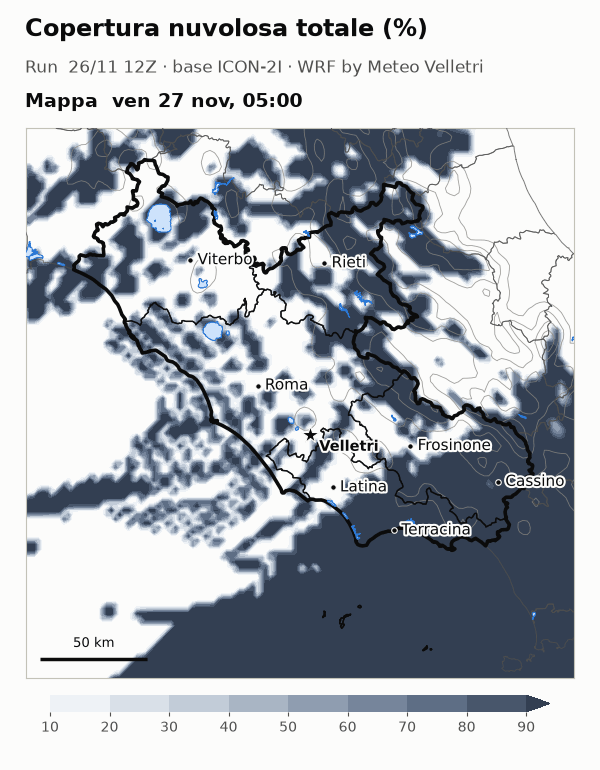 Copertura nuvolosa totale (%)
Run 26/11 12Z · base ICON-2I · WRF by Meteo Velletri
Mappa ven 27 nov, 05:00
Viterbo
Rieti
Roma
Velletri
Frosinone
Cassino
Latina
Terracina
50 km
10 20 30 40 50 60 70 80 90